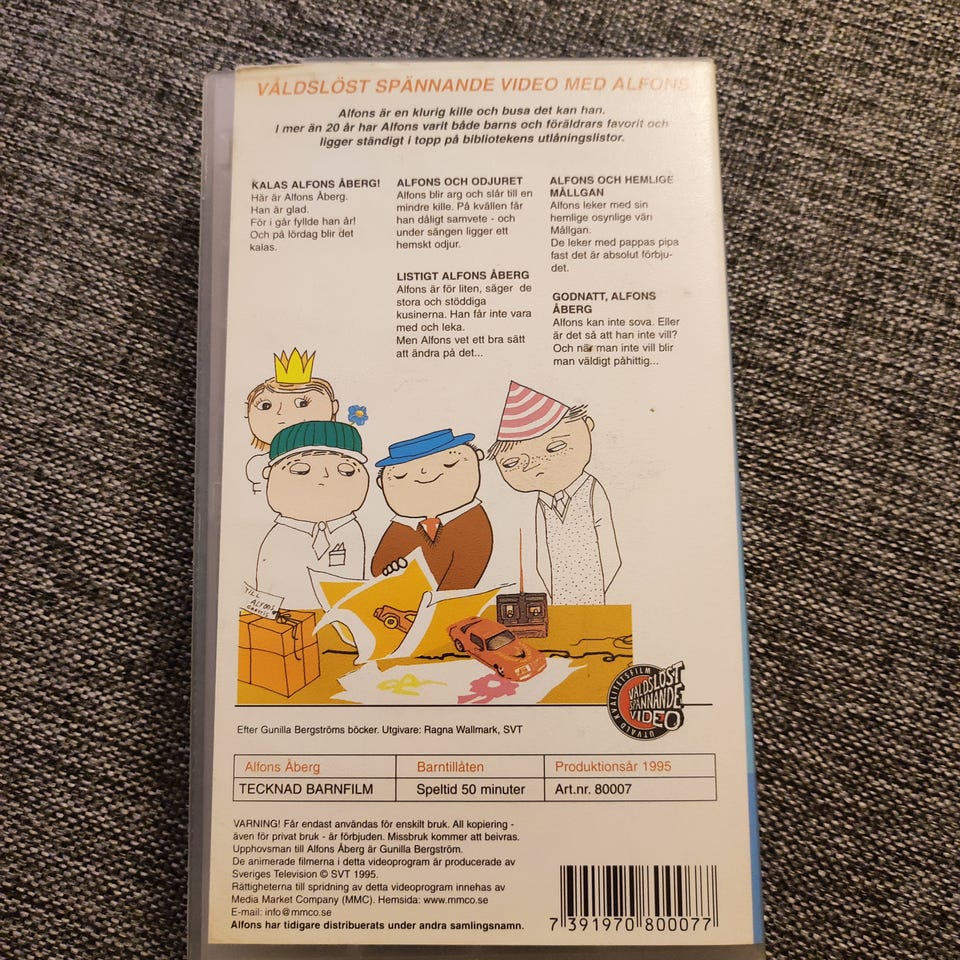 VÅLDSLÖST SPÄNNANDE VIDEO MED ALFONS
Alfons är en klurig kille och busa det kan han.
I mer än 20 år har Alfons varit både barns och föräldrars favorit och
ligger ständigt i topp på bibliotekens utlåningslistor.
KALAS ALFONS ÅBERG!
Här är Alfons Åberg.
Han är glad.
För i går fyllde han år!
Och på lördag blir det
kalas.
ALFONS OCH ODJURET
Alfons blir arg och slår till en
mindre kille. På kvällen får
han dåligt samvete - och
under sängen ligger ett
hemskt odjur.
LISTIGT ALFONS ÅBERG
Alfons är för liten, säger de
stora och stöddiga
kusinerna. Han får inte vara
med och leka.
Men Alfons vet ett bra sätt
att ändra på det...
ALFONS OCH HEMLIGE
MÅLLGAN
Alfons leker med sin
hemlige osynlige vän
Mållgan.
De leker med pappas pipa
fast det är absolut förbju-
det.
GODNATT, ALFONS
ÅBERG
Alfons kan inte sova. Eller
är det så att han inte vill?
Och när man inte vill blir
man väldigt påhittig...
TILL
ALFONS
GRATTIS
VÅLDSLÖST
SPÄNNANDE
VIDEO
UTVALD KVALITETSFILM
Efter Gunilla Bergströms böcker. Utgivare: Ragna Wallmark, SVT
Alfons Åberg Barntillåten Produktionsår 1995
TECKNAD BARNFILM Speltid 50 minuter Art.nr. 80007
VARNING! Får endast användas för enskilt bruk. All kopiering -
även för privat bruk - är förbjuden. Missbruk kommer att beivras.
Upphovsman till Alfons Åberg är Gunilla Bergström.
De animerade filmerna i detta videoprogram är producerade av
Sveriges Television © SVT 1995.
Rättigheterna till spridning av detta videoprogram innehas av
Media Market Company (MMC). Hemsida: www.mmco.se
E-mail: info@mmco.se
Alfons har tidigare distribuerats under andra samlingsnamn.
7 391970 800077